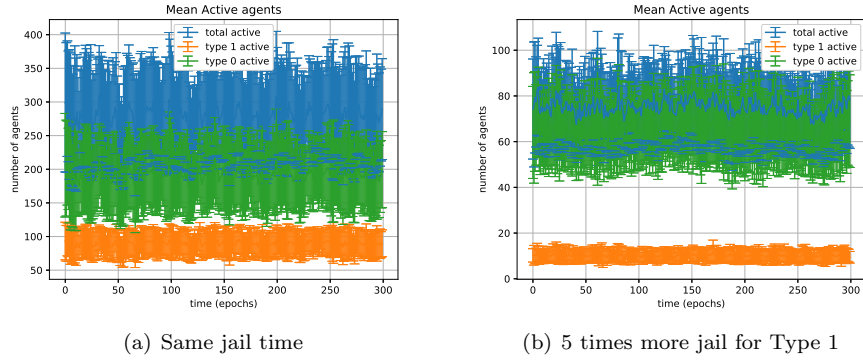 Mean Active agents
total active
type 1 active
type 0 active
number of agents
400
350
300
250
200
150
100
50
0 50 100 150 200 250 300
time (epochs)
(a) Same jail time
Mean Active agents
total active
type 1 active
type 0 active
number of agents
100
80
60
40
20
0
0 50 100 150 200 250 300
time (epochs)
(b) 5 times more jail for Type 1